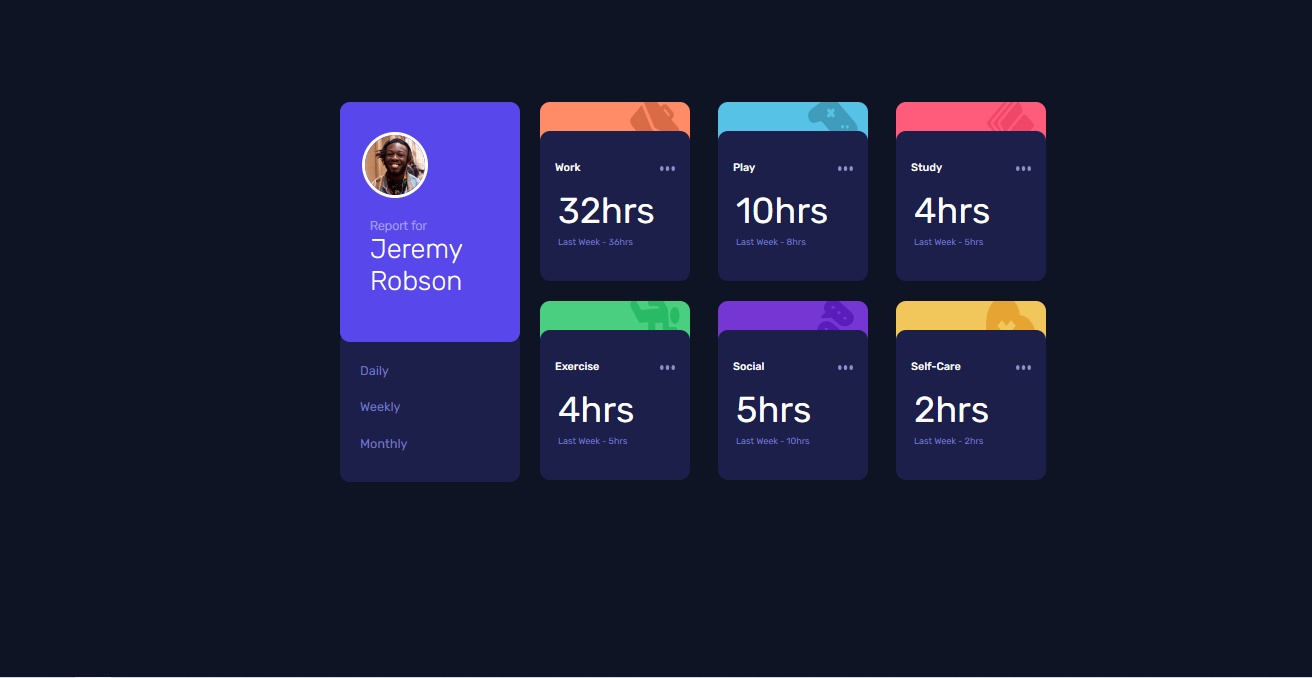 Report for
Jeremy
Robson
Daily
Weekly
Monthly
Work
32hrs
Last Week - 36hrs
Play
10hrs
Last Week - 8hrs
Study
4hrs
Last Week - 5hrs
Exercise
4hrs
Last Week - 5hrs
Social
5hrs
Last Week - 10hrs
Self-Care
2hrs
Last Week - 2hrs